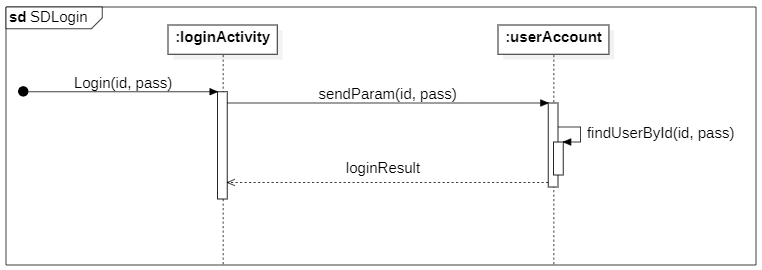 sd SDLogin
:loginActivity
:userAccount
Login(id, pass)
sendParam(id, pass)
findUserById(id, pass)
loginResult